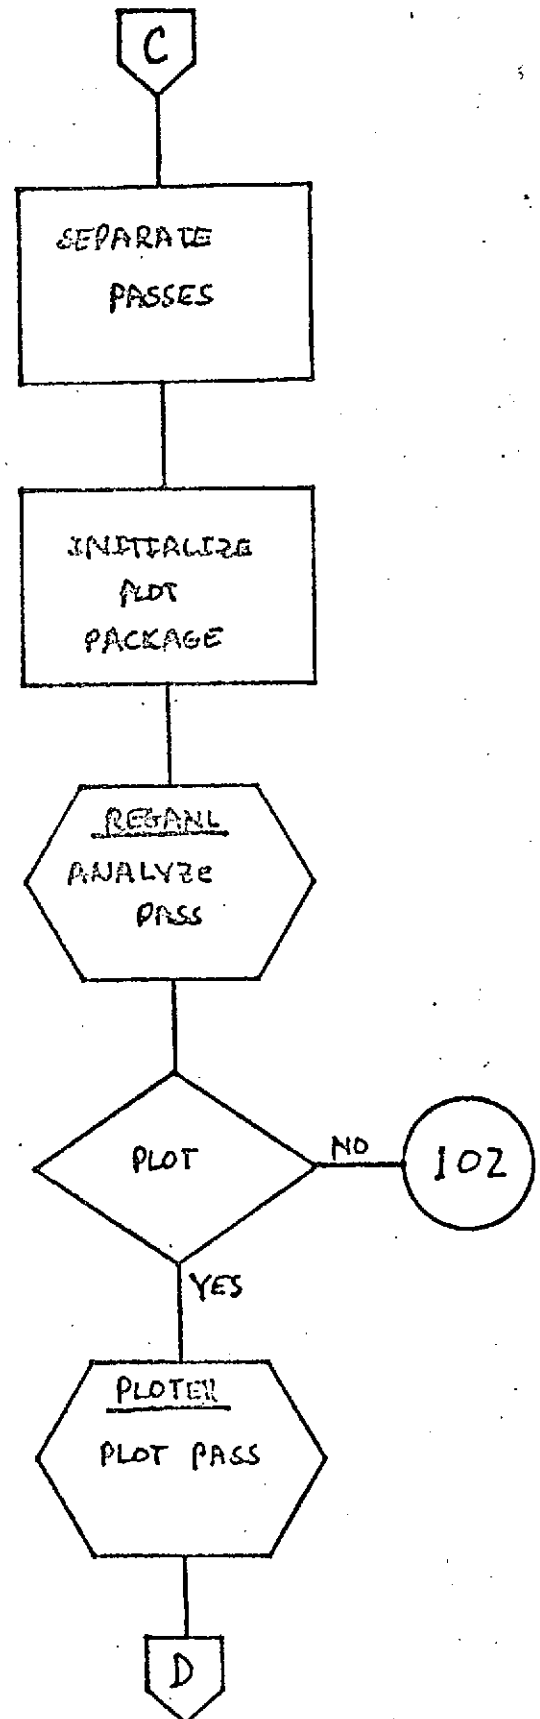 C
SEPARATE
PASSES
INITIALIZE
PLOT
PACKAGE
REGANL
ANALYZE
PASS
PLOT
NO
102
YES
PLOTER
PLOT PASS
D